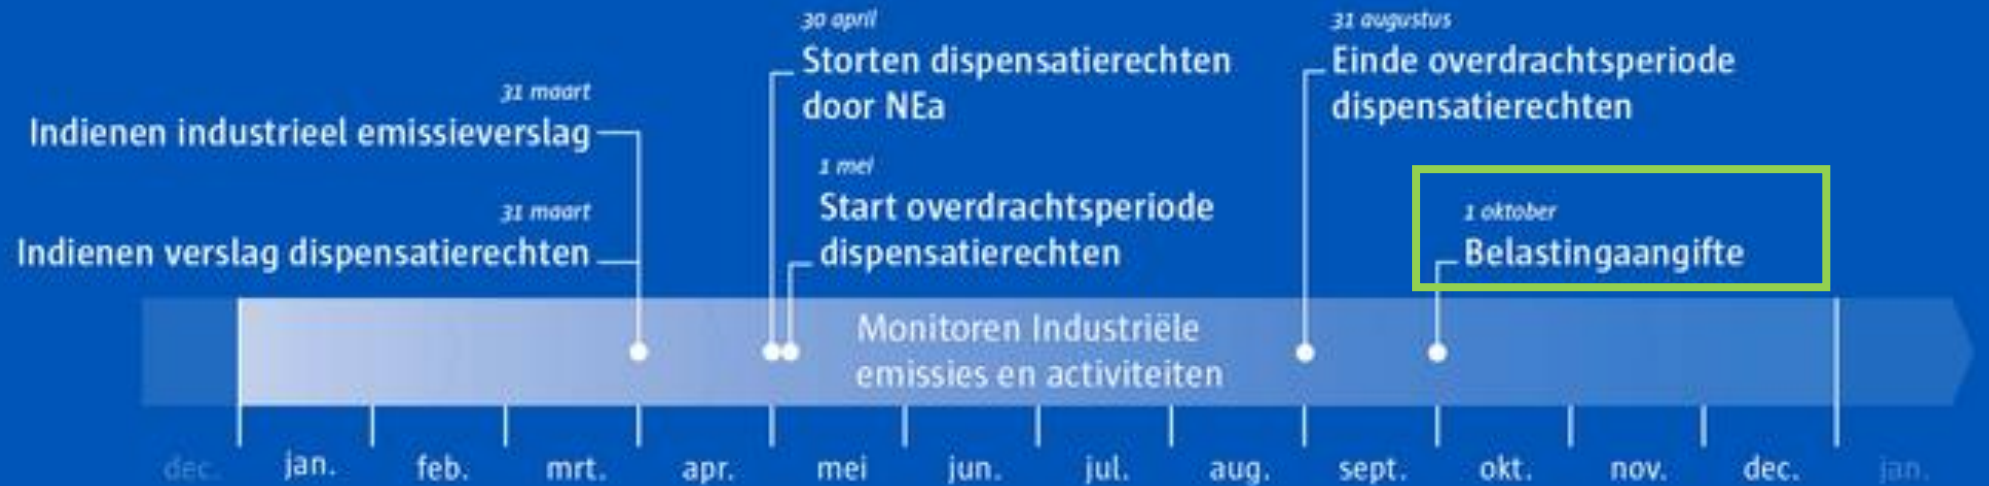 31 maart
Indienen industrieel emissieverslag
31 maart
Indienen verslag dispensatierechten
30 april
Storten dispensatierechten
door NEa
1 mei
Start overdrachtsperiode
dispensatierechten
31 augustus
Einde overdrachtsperiode
dispensatierechten
1 oktober
Belastingaangifte
Monitoren Industriële
emissies en activiteiten
dec. jan. feb. mrt. apr. mei jun. jul. aug. sept. okt. nov. dec. jan.